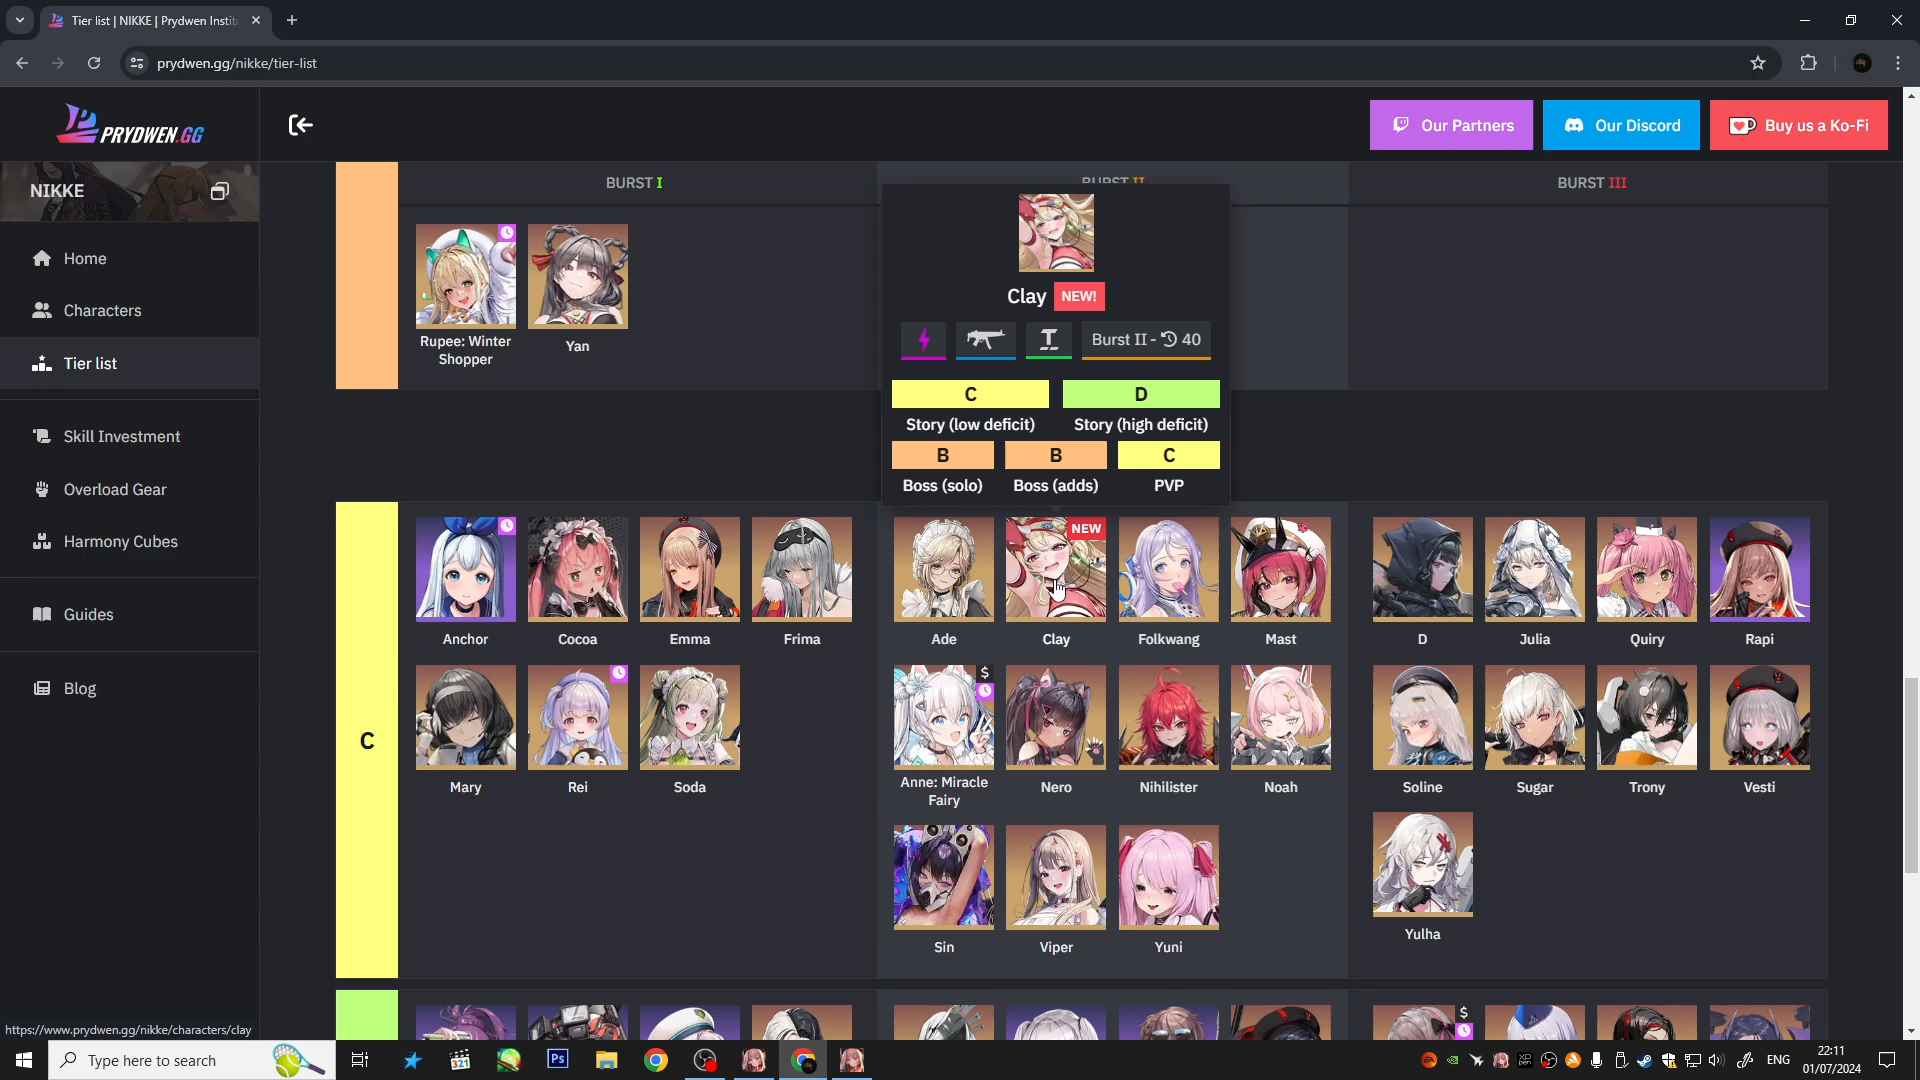 Tier list | NIKKE | Prydwen Instit
prydwen.gg/nikke/tier-list
PRYDWEN.GG
Our Partners
Our Discord
Buy us a Ko-Fi
NIKKE
Home
Characters
Tier list
Skill Investment
Overload Gear
Harmony Cubes
Guides
Blog
BURST I
BURST II
BURST III
Rupee: Winter
Shopper
Yan
Clay NEW!
Burst II - 40
C
D
Story (low deficit)
Story (high deficit)
B
B
C
Boss (solo)
Boss (adds)
PVP
C
NEW
Anchor
Cocoa
Emma
Frima
Ade
Clay
Folkwang
Mast
D
Julia
Quiry
Rapi
$
Mary
Rei
Soda
Anne: Miracle
Fairy
Nero
Nihilister
Noah
Soline
Sugar
Trony
Vesti
Sin
Viper
Yuni
Yulha
$
https://www.prydwen.gg/nikke/characters/clay
Type here to search
321
Ps
ENG
22:11
01/07/2024